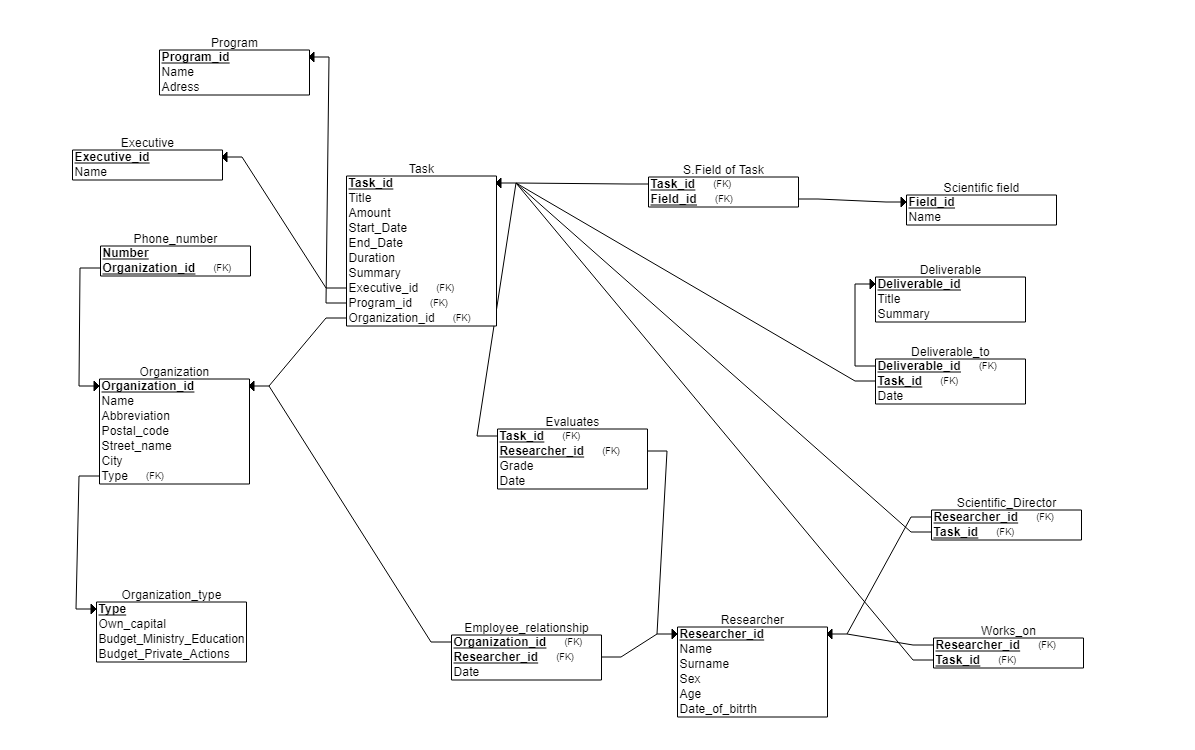 Program
Program_id
Name
Adress
Executive
Executive_id
Name
Task
Task_id
Title
Amount
Start_Date
End_Date
Duration
Summary
Executive_id (FK)
Program_id (FK)
Organization_id (FK)
S.Field of Task
Task_id (FK)
Field_id (FK)
Scientific field
Field_id
Name
Phone_number
Number
Organization_id (FK)
Deliverable
Deliverable_id
Title
Summary
Deliverable_to
Deliverable_id (FK)
Task_id (FK)
Date
Organization
Organization_id
Name
Abbreviation
Postal_code
Street_name
City
Type (FK)
Evaluates
Task_id (FK)
Researcher_id (FK)
Grade
Date
Scientific_Director
Researcher_id (FK)
Task_id (FK)
Organization_type
Type
Own_capital
Budget_Ministry_Education
Budget_Private_Actions
Employee_relationship
Organization_id (FK)
Researcher_id (FK)
Date
Researcher
Researcher_id
Name
Surname
Sex
Age
Date_of_bitrth
Works_on
Researcher_id (FK)
Task_id (FK)